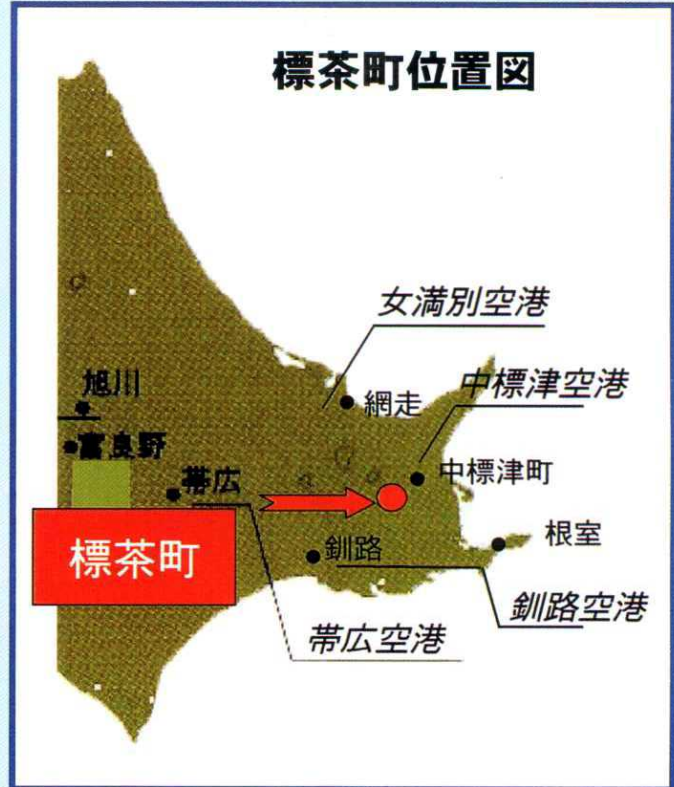 標茶町位置図
女満別空港
中標津空港
旭川
網走
富良野
中標津町
帯広
標茶町
釧路
根室
釧路空港
帯広空港